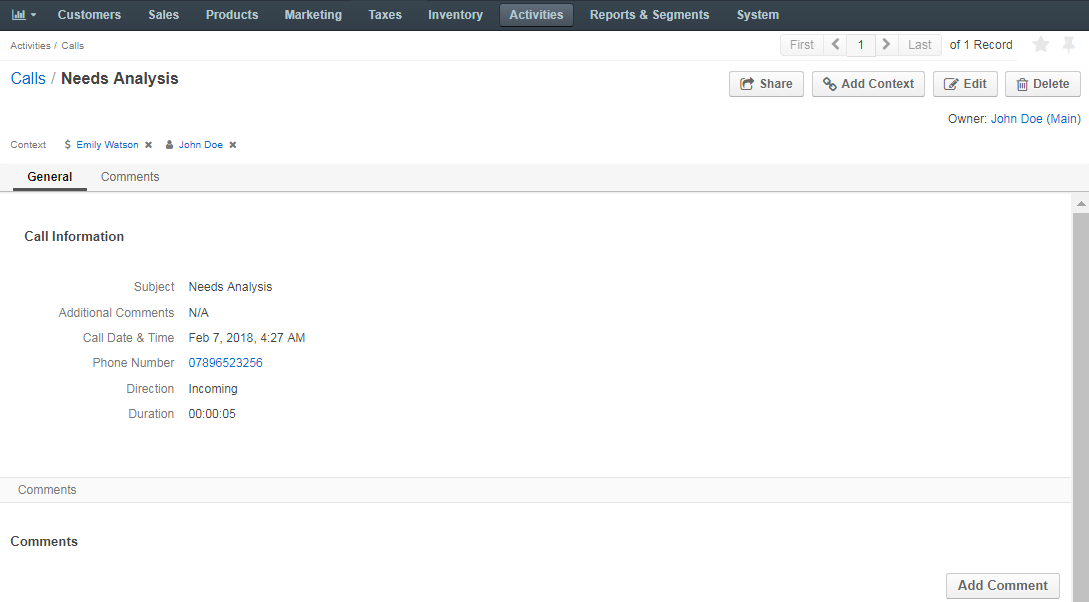 Customers Sales Products Marketing Taxes Inventory Activities Reports & Segments System
Activities / Calls
First 1 Last of 1 Record
Calls / Needs Analysis
Share Add Context Edit Delete
Owner: John Doe (Main)
Context $ Emily Watson John Doe
General Comments
Call Information
Subject Needs Analysis
Additional Comments N/A
Call Date & Time Feb 7, 2018, 4:27 AM
Phone Number 07896523256
Direction Incoming
Duration 00:00:05
Comments
Comments
Add Comment